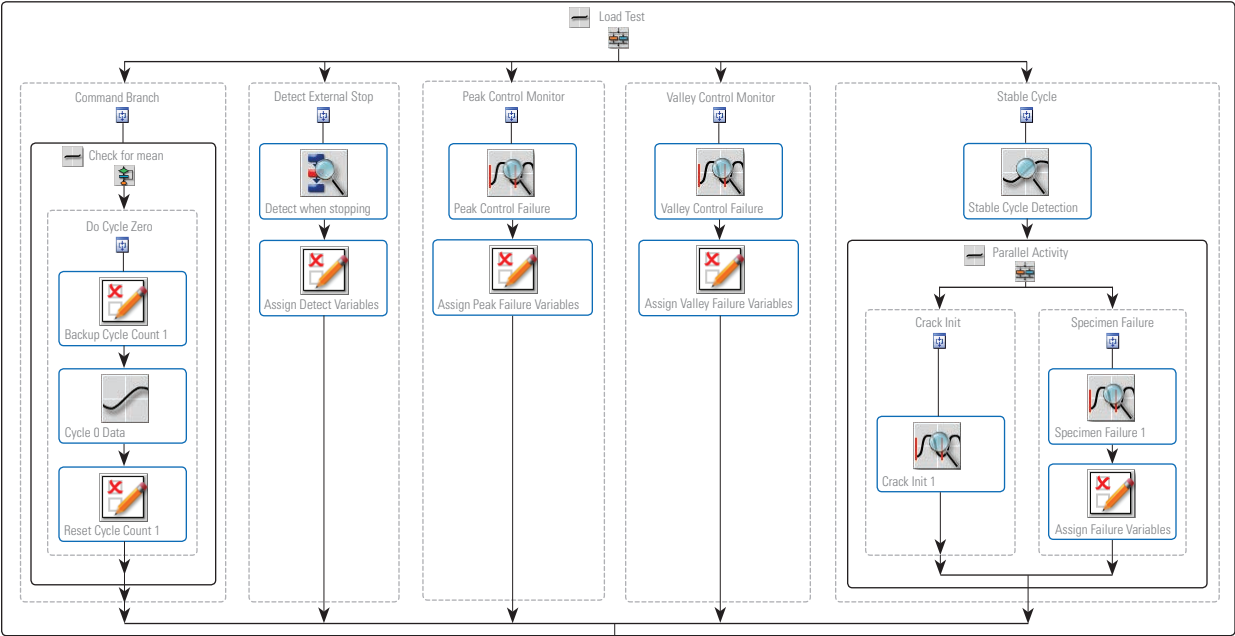 Load Test
Command Branch
Detect External Stop
Peak Control Monitor
Valley Control Monitor
Stable Cycle
Check for mean
Do Cycle Zero
Backup Cycle Count 1
Cycle 0 Data
Reset Cycle Count 1
Detect when stopping
Assign Detect Variables
Peak Control Failure
Assign Peak Failure Variables
Valley Control Failure
Assign Valley Failure Variables
Stable Cycle Detection
Parallel Activity
Crack Init
Crack Init 1
Specimen Failure
Specimen Failure 1
Assign Failure Variables